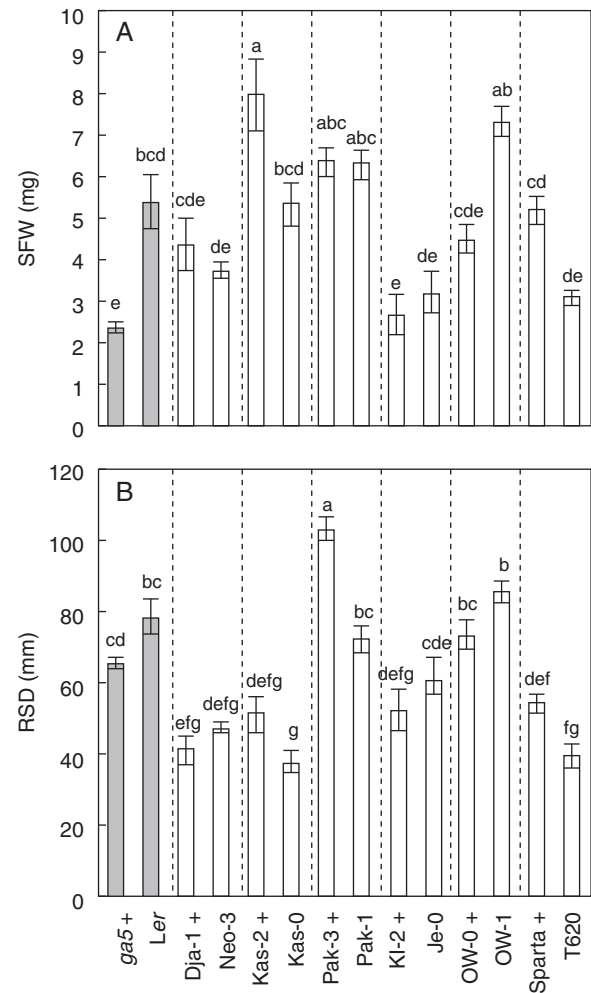 A
SFW (mg)
10
9
8
7
6
5
4
3
2
1
0
e
bcd
cde
de
a
bcd
abc
abc
e
de
cde
ab
cd
de
B
RSD (mm)
120
100
80
60
40
20
0
cd
bc
efg
defg
defg
g
a
bc
defg
cde
bc
b
def
fg
ga5 +
Ler
Dja-1 +
Neo-3
Kas-2 +
Kas-0
Pak-3 +
Pak-1
Kl-2 +
Je-0
OW-0 +
OW-1
Sparta +
T620